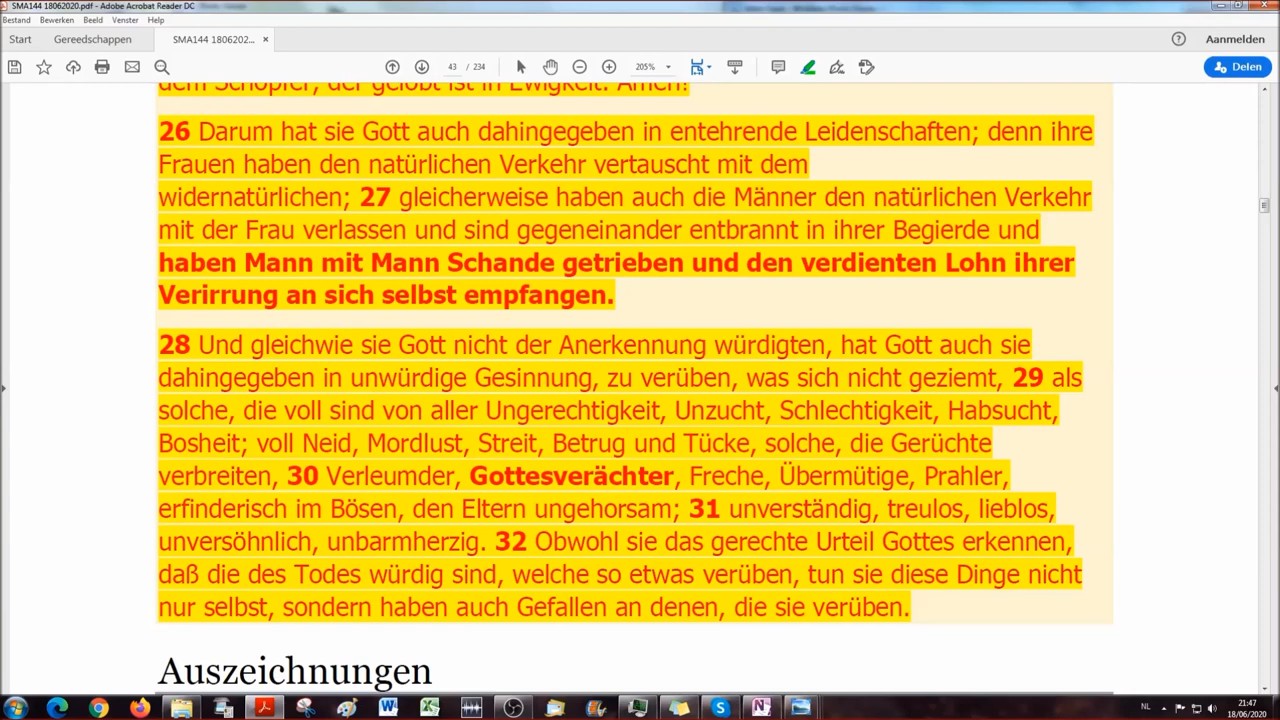 SMA144 18062020.pdf - Adobe Acrobat Reader DC
Bestand Bewerken Beeld Venster Help
Start Gereedschappen SMA144 1806202... × Aanmelden
43 / 234 205% Delen
dem Schöpfer, der gelobt ist in Ewigkeit. Amen!
26 Darum hat sie Gott auch dahingegeben in entehrende Leidenschaften; denn ihre
Frauen haben den natürlichen Verkehr vertauscht mit dem
widernatürlichen; 27 gleicherweise haben auch die Männer den natürlichen Verkehr
mit der Frau verlassen und sind gegeneinander entbrannt in ihrer Begierde und
haben Mann mit Mann Schande getrieben und den verdienten Lohn ihrer
Verirrung an sich selbst empfangen.
28 Und gleichwie sie Gott nicht der Anerkennung würdigten, hat Gott auch sie
dahingegeben in unwürdige Gesinnung, zu verüben, was sich nicht geziemt, 29 als
solche, die voll sind von aller Ungerechtigkeit, Unzucht, Schlechtigkeit, Habsucht,
Bosheit; voll Neid, Mordlust, Streit, Betrug und Tücke, solche, die Gerüchte
verbreiten, 30 Verleumder, Gottesverächter, Freche, Übermütige, Prahler,
erfinderisch im Bösen, den Eltern ungehorsam; 31 unverständig, treulos, lieblos,
unversöhnlich, unbarmherzig. 32 Obwohl sie das gerechte Urteil Gottes erkennen,
daß die des Todes würdig sind, welche so etwas verüben, tun sie diese Dinge nicht
nur selbst, sondern haben auch Gefallen an denen, die sie verüben.
Auszeichnungen
NL 21:47
18/06/2020